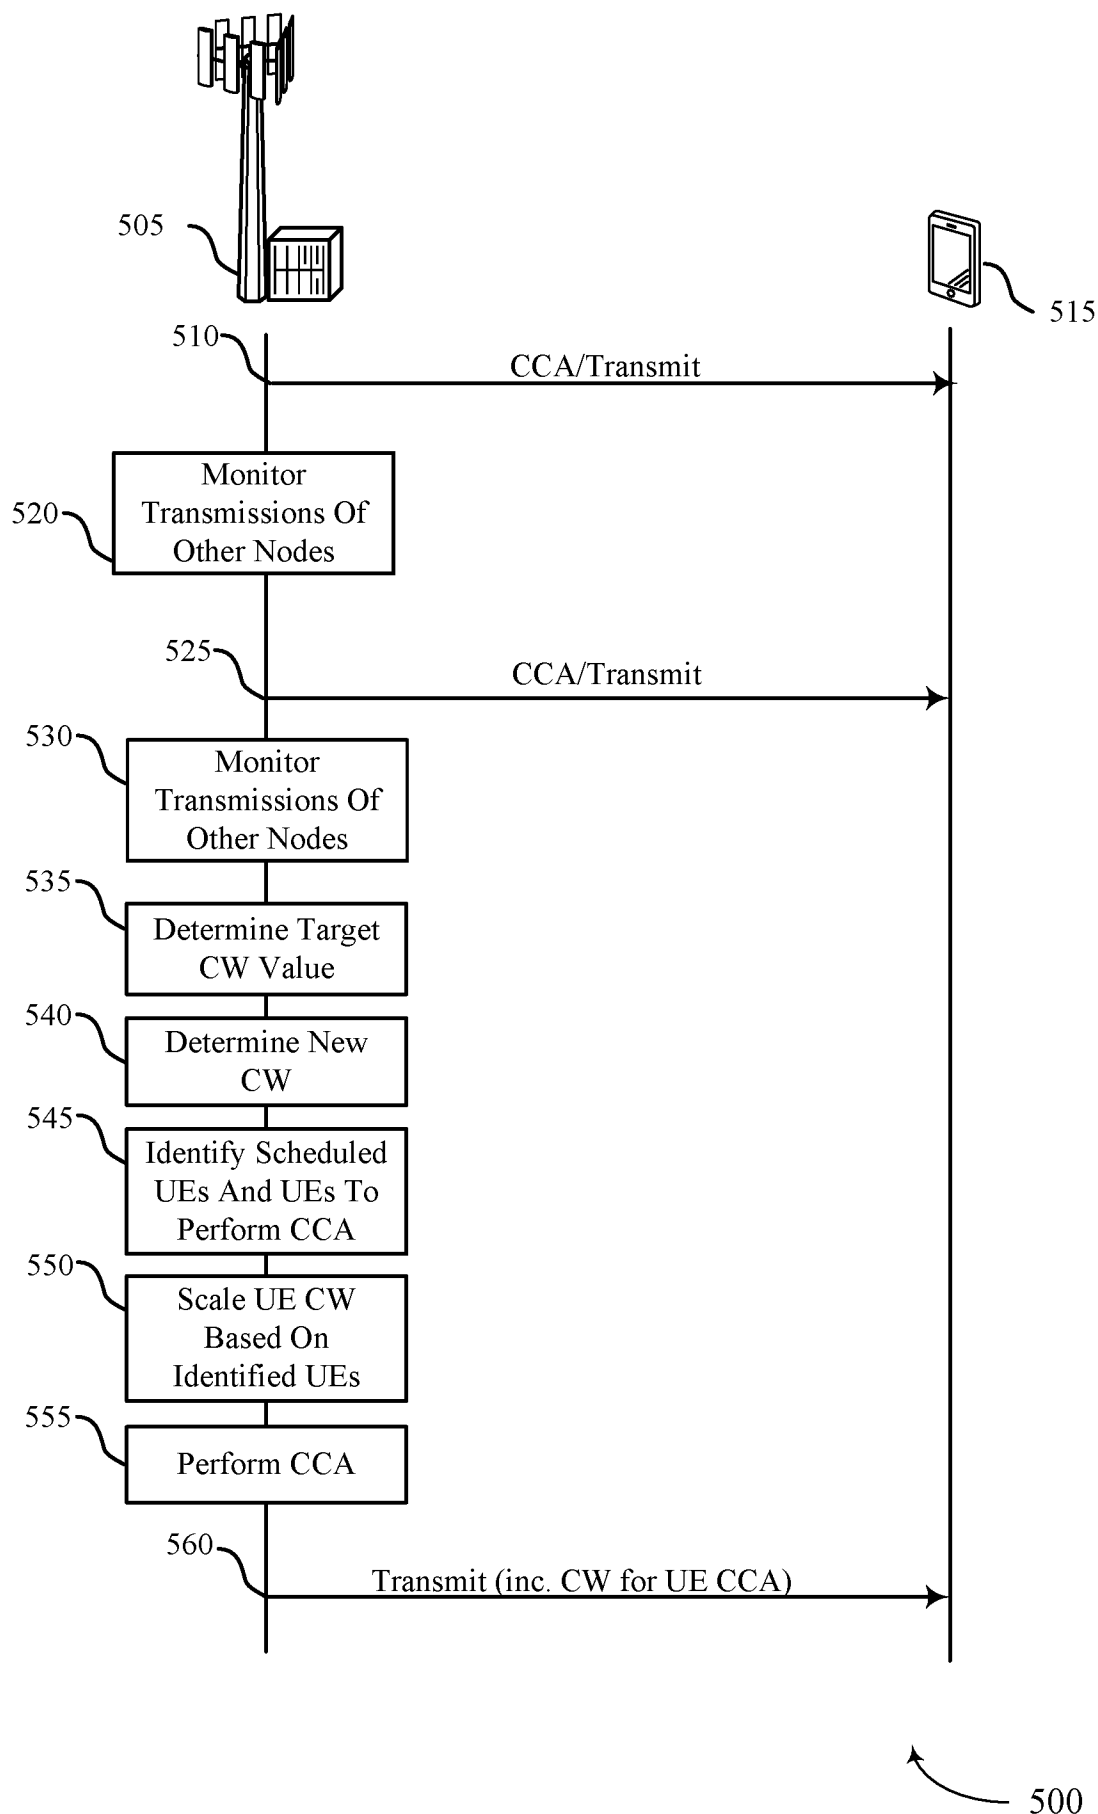 505
515
510
CCA/Transmit
Monitor
Transmissions Of
Other Nodes
520
525
CCA/Transmit
530
Monitor
Transmissions Of
Other Nodes
535
Determine Target
CW Value
540
Determine New
CW
545
Identify Scheduled
UEs And UEs To
Perform CCA
550
Scale UE CW
Based On
Identified UEs
555
Perform CCA
560
Transmit (inc. CW for UE CCA)
500